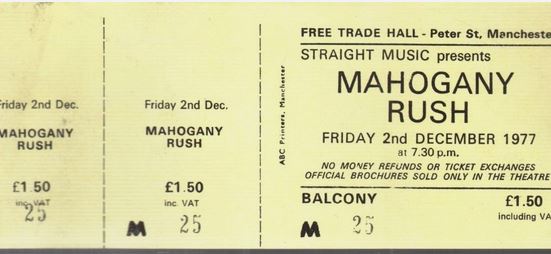 Friday 2nd Dec.
MAHOGANY
RUSH
£1.50
inc. VAT
25
Friday 2nd Dec.
MAHOGANY
RUSH
£1.50
inc. VAT
M 25
ABC Printers, Manchester
FREE TRADE HALL - Peter St, Manchester
STRAIGHT MUSIC presents
MAHOGANY
RUSH
FRIDAY 2nd DECEMBER 1977
at 7.30 p.m.
NO MONEY REFUNDS OR TICKET EXCHANGES
OFFICIAL BROCHURES SOLD ONLY IN THE THEATRE
BALCONY £1.50
including VAT
M 25